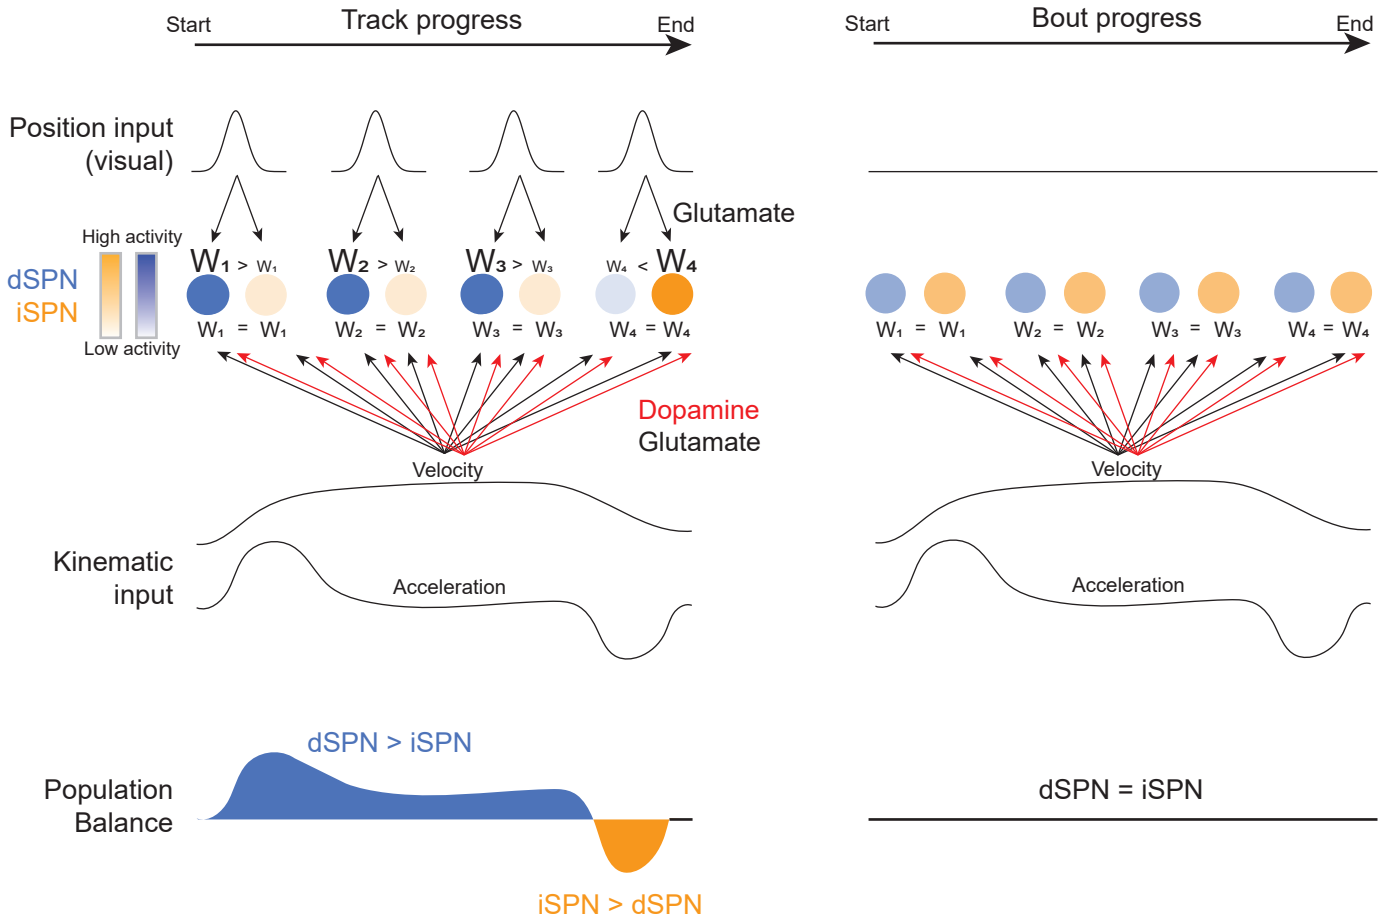 Track progress
Start
End
Bout progress
Start
End
Position input
(visual)
Glutamate
High activity
dSPN
iSPN
Low activity
W₁ > W₁
W₂ > W₂
W₃ > W₃
W₄ < W₄
W₁ = W₁
W₂ = W₂
W₃ = W₃
W₄ = W₄
W₁ = W₁
W₂ = W₂
W₃ = W₃
W₄ = W₄
Dopamine
Glutamate
Velocity
Velocity
Kinematic
input
Acceleration
Acceleration
dSPN > iSPN
Population
Balance
dSPN = iSPN
iSPN > dSPN